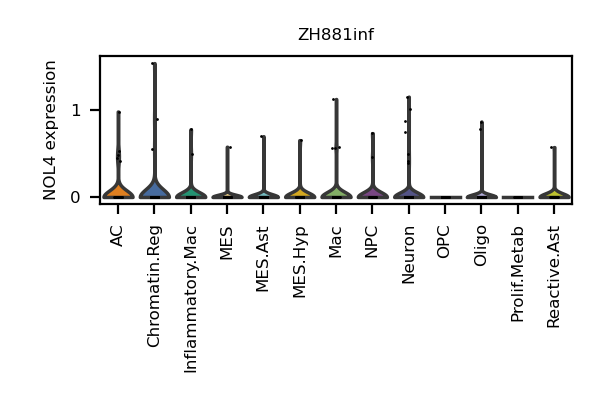 ZH881inf
NOL4 expression
1
0
AC
Chromatin.Reg
Inflammatory.Mac
MES
MES.Ast
MES.Hyp
Mac
NPC
Neuron
OPC
Oligo
Prolif.Metab
Reactive.Ast